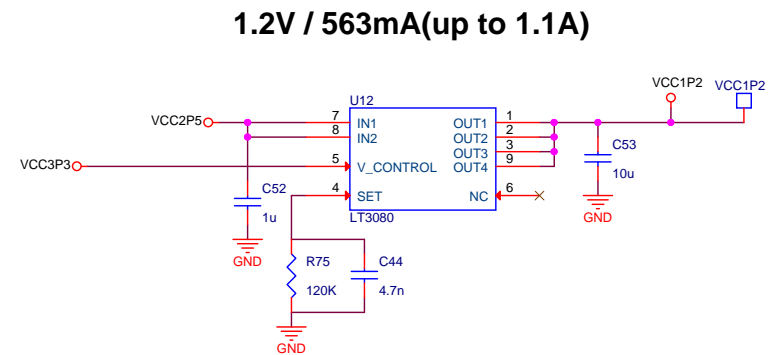 1.2V / 563mA(up to 1.1A)
VCC1P2 VCC1P2
U12
VCC2P5 7 IN1 OUT1 1
8 IN2 OUT2 2
OUT3 3 C53
VCC3P3 5 V_CONTROL OUT4 9
10u
C52 4 SET NC 6
1u LT3080 GND
GND R75 C44
120K 4.7n
GND